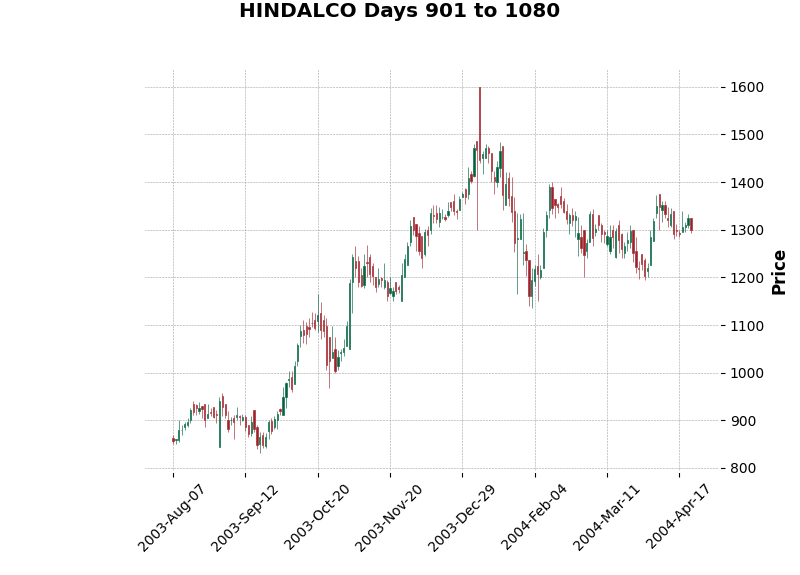 HINDALCO Days 901 to 1080
1600
1500
1400
1300
1200
1100
1000
900
800
Price
2003-Aug-07
2003-Sep-12
2003-Oct-20
2003-Nov-20
2003-Dec-29
2004-Feb-04
2004-Mar-11
2004-Apr-17